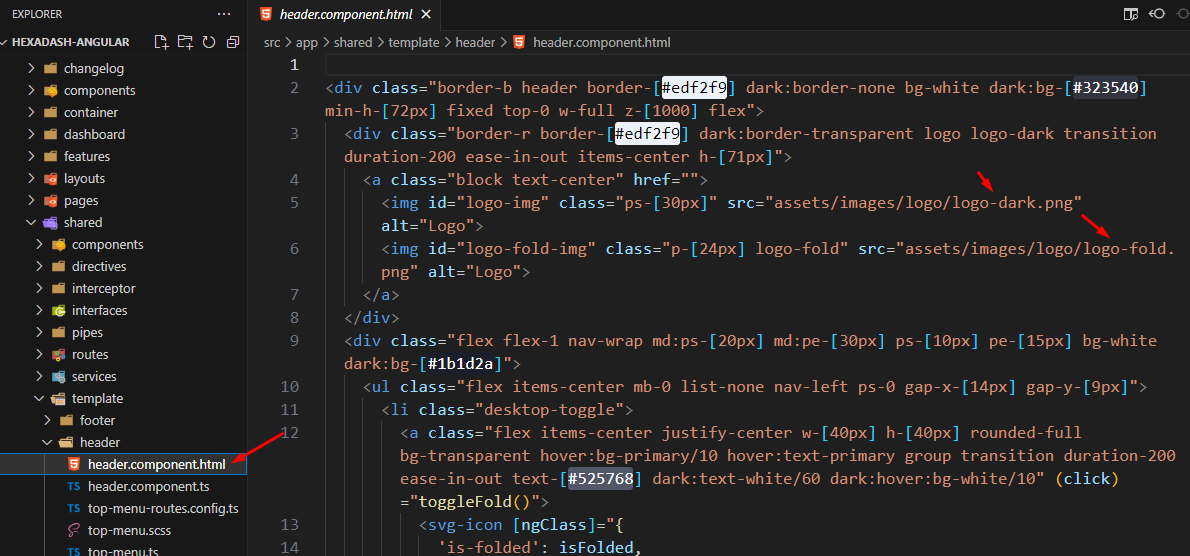 EXPLORER
HEXADASH-ANGULAR
changelog
components
container
dashboard
features
layouts
pages
shared
components
directives
interceptor
interfaces
pipes
routes
services
template
footer
header
header.component.html
TS header.component.ts
TS top-menu-routes.config.ts
top-menu.scss
TS top-menu.ts
header.component.html
src > app > shared > template > header > header.component.html
1
2 <div class="border-b header border-[#edf2f9] dark:border-none bg-white dark:bg-[#323540]
min-h-[72px] fixed top-0 w-full z-[1000] flex">
3 <div class="border-r border-[#edf2f9] dark:border-transparent logo logo-dark transition
duration-200 ease-in-out items-center h-[71px]">
4 <a class="block text-center" href="">
5 <img id="logo-img" class="ps-[30px]" src="assets/images/logo/logo-dark.png"
alt="Logo">
6 <img id="logo-fold-img" class="p-[24px] logo-fold" src="assets/images/logo/logo-fold.
png" alt="Logo">
7 </a>
8 </div>
9 <div class="flex flex-1 nav-wrap md:ps-[20px] md:pe-[30px] ps-[10px] pe-[15px] bg-white
dark:bg-[#1b1d2a]">
10 <ul class="flex items-center mb-0 list-none nav-left ps-0 gap-x-[14px] gap-y-[9px]">
11 <li class="desktop-toggle">
12 <a class="flex items-center justify-center w-[40px] h-[40px] rounded-full
bg-transparent hover:bg-primary/10 hover:text-primary group transition duration-200
ease-in-out text-[#525768] dark:text-white/60 dark:hover:bg-white/10" (click)
="toggleFold()">
13 <svg-icon [ngClass]="{
14 'is-folded': isFolded,